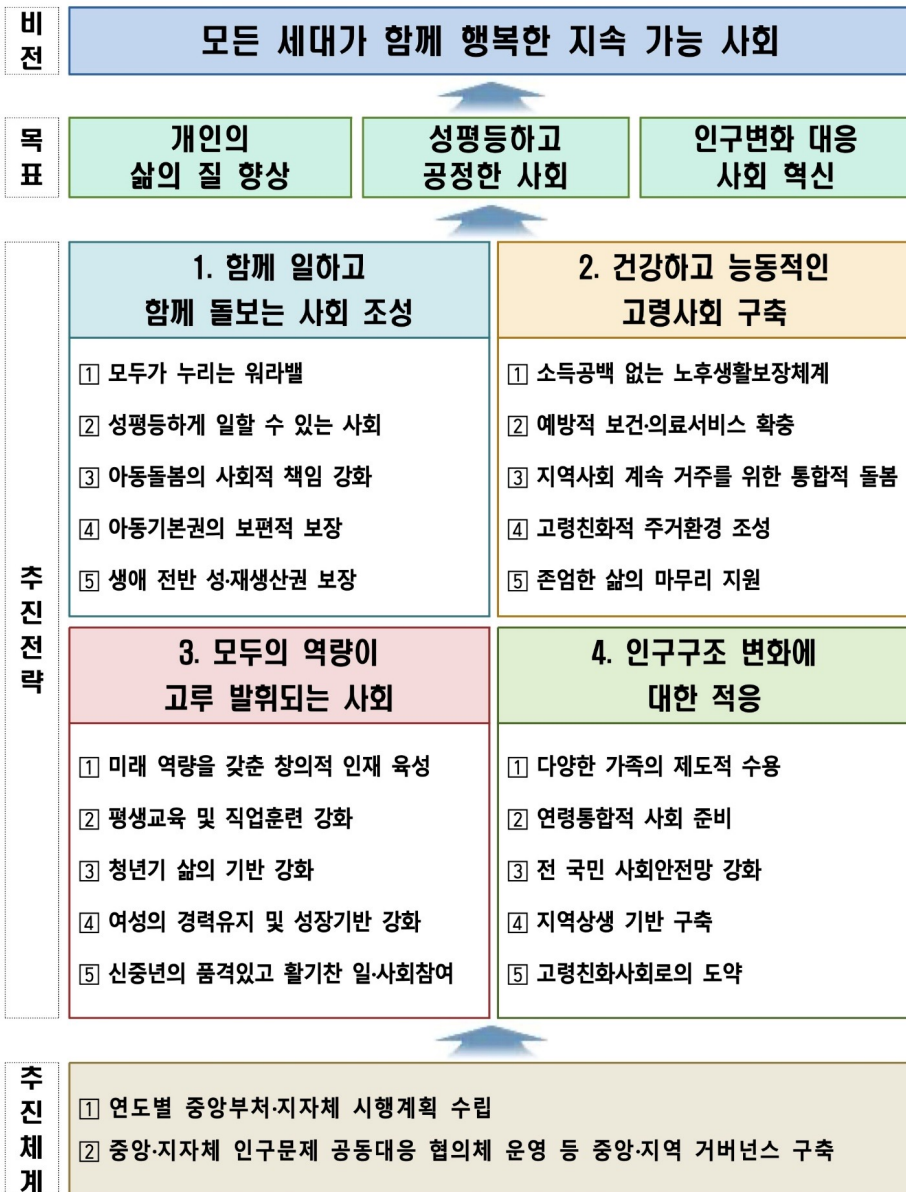 비전
모든 세대가 함께 행복한 지속 가능 사회
목표
개인의
삶의 질 향상
성평등하고
공정한 사회
인구변화 대응
사회 혁신
추진전략
1. 함께 일하고
함께 돌보는 사회 조성
1 모두가 누리는 워라밸
2 성평등하게 일할 수 있는 사회
3 아동돌봄의 사회적 책임 강화
4 아동기본권의 보편적 보장
5 생애 전반 성·재생산권 보장
2. 건강하고 능동적인
고령사회 구축
1 소득공백 없는 노후생활보장체계
2 예방적 보건·의료서비스 확충
3 지역사회 계속 거주를 위한 통합적 돌봄
4 고령친화적 주거환경 조성
5 존엄한 삶의 마무리 지원
3. 모두의 역량이
고루 발휘되는 사회
1 미래 역량을 갖춘 창의적 인재 육성
2 평생교육 및 직업훈련 강화
3 청년기 삶의 기반 강화
4 여성의 경력유지 및 성장기반 강화
5 신중년의 품격있고 활기찬 일·사회참여
4. 인구구조 변화에
대한 적응
1 다양한 가족의 제도적 수용
2 연령통합적 사회 준비
3 전 국민 사회안전망 강화
4 지역상생 기반 구축
5 고령친화사회로의 도약
추진체계
1 연도별 중앙부처·지자체 시행계획 수립
2 중앙·지자체 인구문제 공동대응 협의체 운영 등 중앙·지역 거버넌스 구축